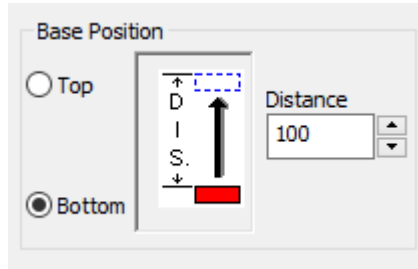 Base Position
Top
D
I
S.
Distance
100
Bottom